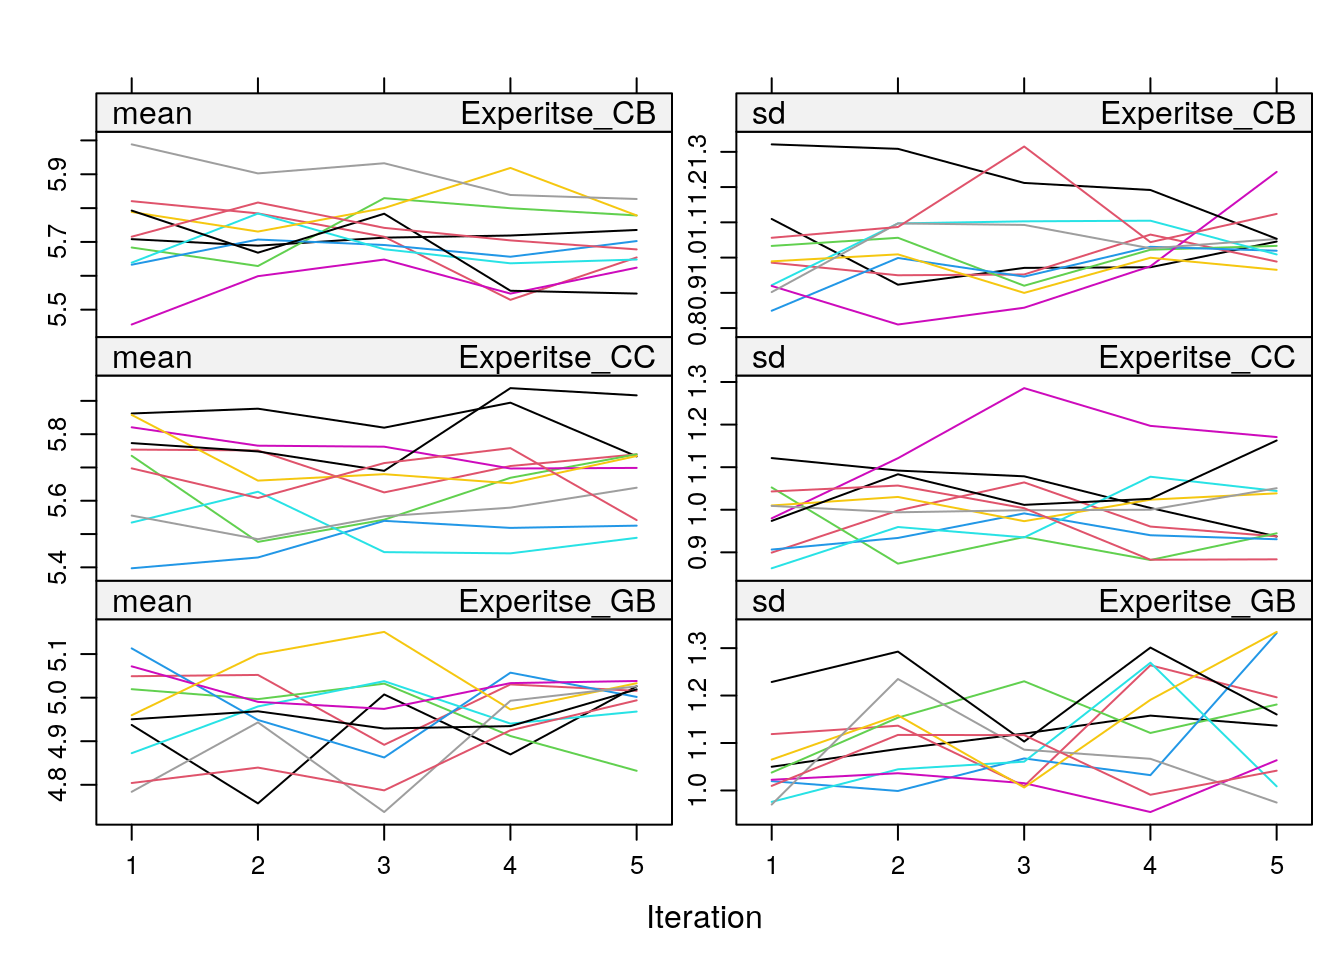 mean Experitse_CB
sd Experitse_CB
5.9
5.7
5.5
1.3
1.2
1.1
1.0
0.9
0.8
mean Experitse_CC
sd Experitse_CC
5.8
5.6
5.4
1.3
1.2
1.1
1.0
0.9
mean Experitse_GB
sd Experitse_GB
5.1
5.0
4.9
4.8
1.3
1.2
1.1
1.0
1 2 3 4 5
1 2 3 4 5
Iteration